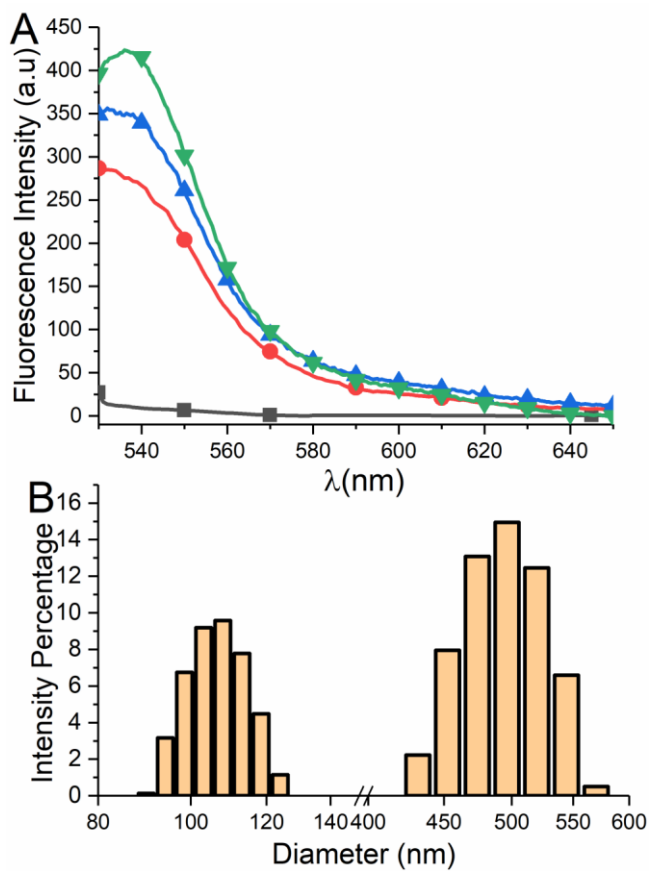 A
450
400
350
300
250
200
150
100
50
0
Fluorescence Intensity (a.u)
540 560 580 600 620 640
λ(nm)
B
16
14
12
10
8
6
4
2
0
Intensity Percentage
80 100 120 140 400 450 500 550 600
Diameter (nm)